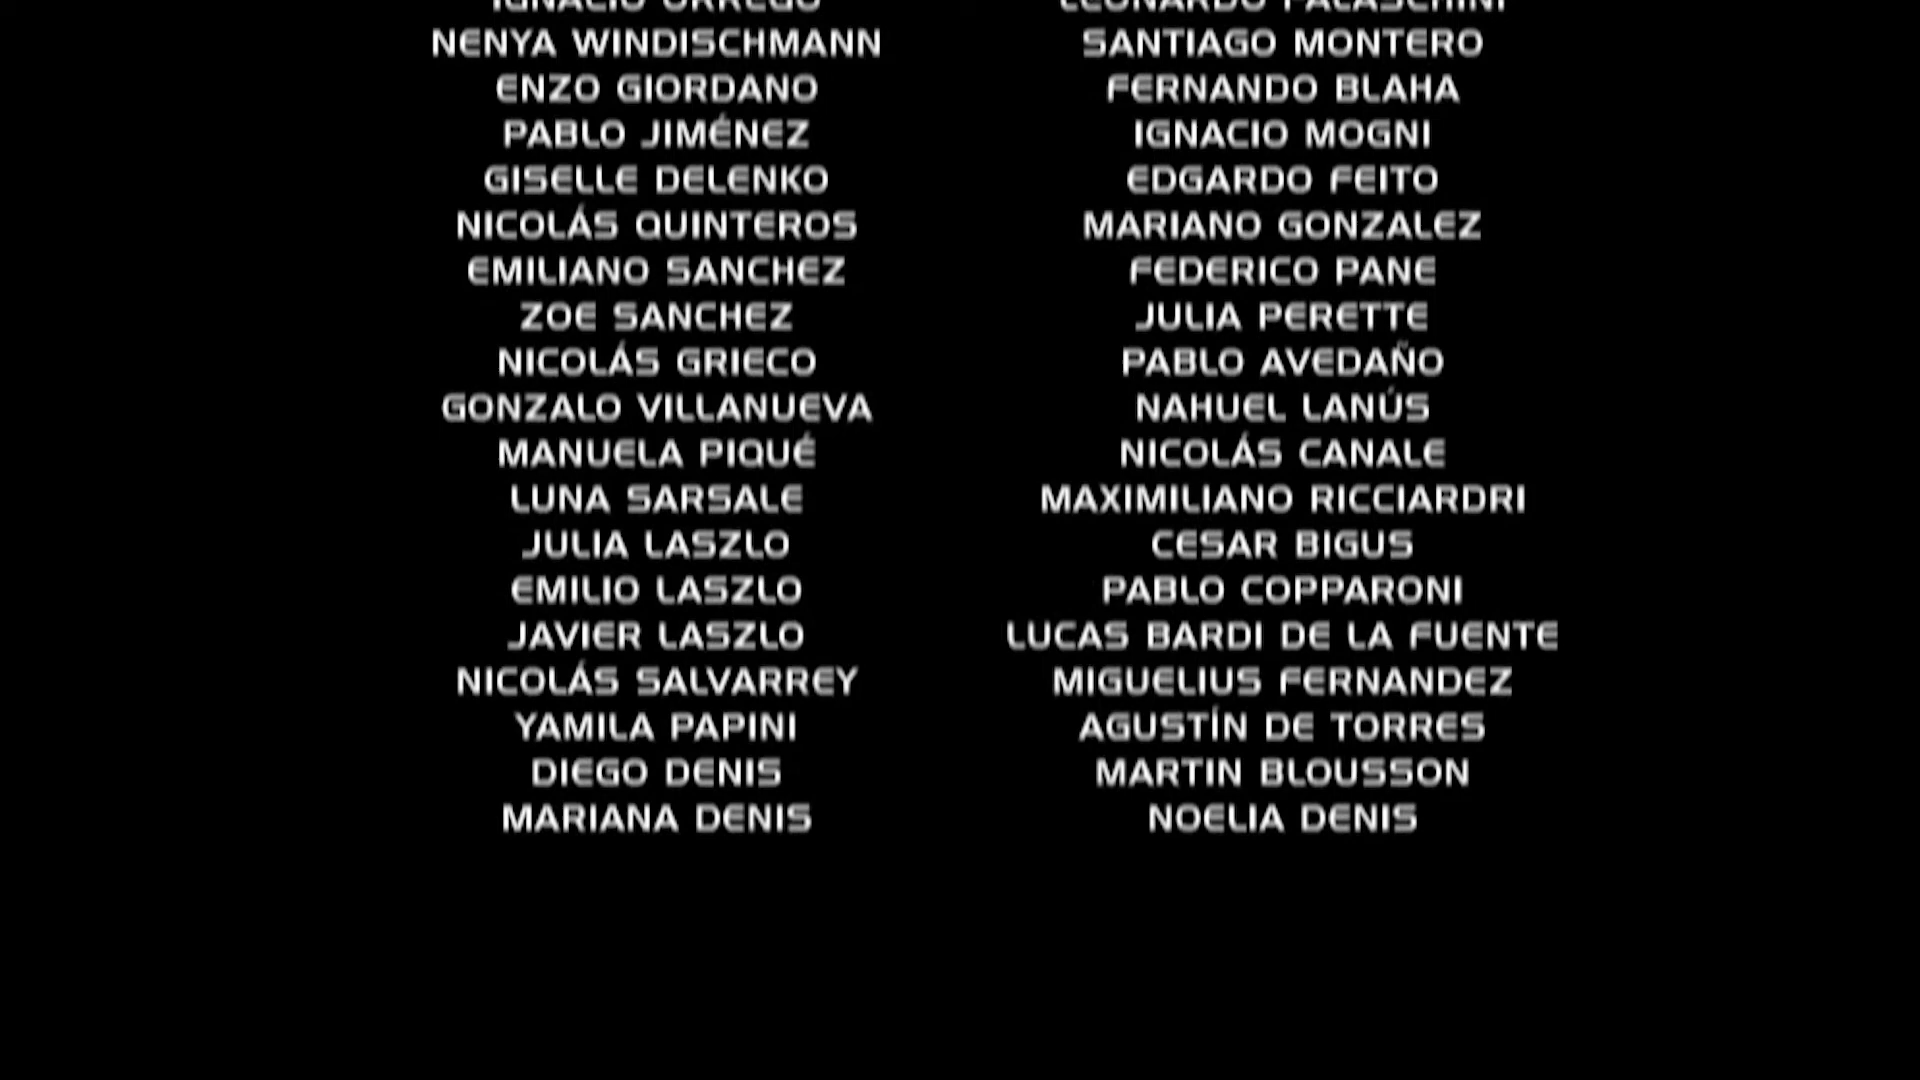 IGNACIO ORREGO
NENYA WINDISCHMANN
ENZO GIORDANO
PABLO JIMÉNEZ
GISELLE DELENKO
NICOLÁS QUINTEROS
EMILIANO SANCHEZ
ZOE SANCHEZ
NICOLÁS GRIECO
GONZALO VILLANUEVA
MANUELA PIQUÉ
LUNA SARSALE
JULIA LASZLO
EMILIO LASZLO
JAVIER LASZLO
NICOLÁS SALVARREY
YAMILA PAPINI
DIEGO DENIS
MARIANA DENIS
LEONARDO PALASCHINI
SANTIAGO MONTERO
FERNANDO BLAHA
IGNACIO MOGNI
EDGARDO FEITO
MARIANO GONZALEZ
FEDERICO PANE
JULIA PERETTE
PABLO AVEDAÑO
NAHUEL LANÚS
NICOLÁS CANALE
MAXIMILIANO RICCIARDRI
CESAR BIGUS
PABLO COPPARONI
LUCAS BARDI DE LA FUENTE
MIGUELIUS FERNANDEZ
AGUSTÍN DE TORRES
MARTIN BLOUSSON
NOELIA DENIS